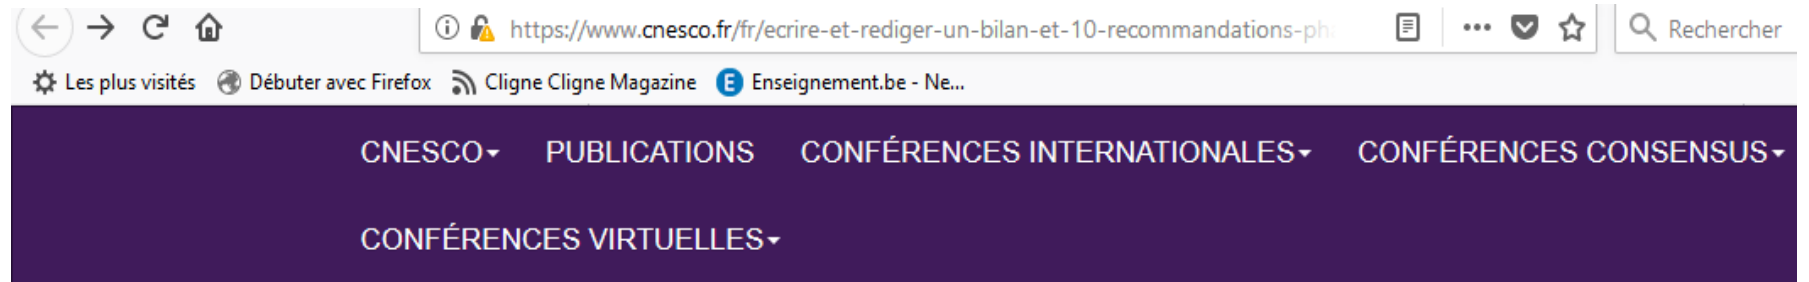 https://www.cnesco.fr/fr/ecrire-et-rediger-un-bilan-et-10-recommandations-ph
Rechercher
Les plus visités Débuter avec Firefox Cligne Cligne Magazine E Enseignement.be - Ne...
CNESCO PUBLICATIONS CONFÉRENCES INTERNATIONALES CONFÉRENCES CONSENSUS
CONFÉRENCES VIRTUELLES